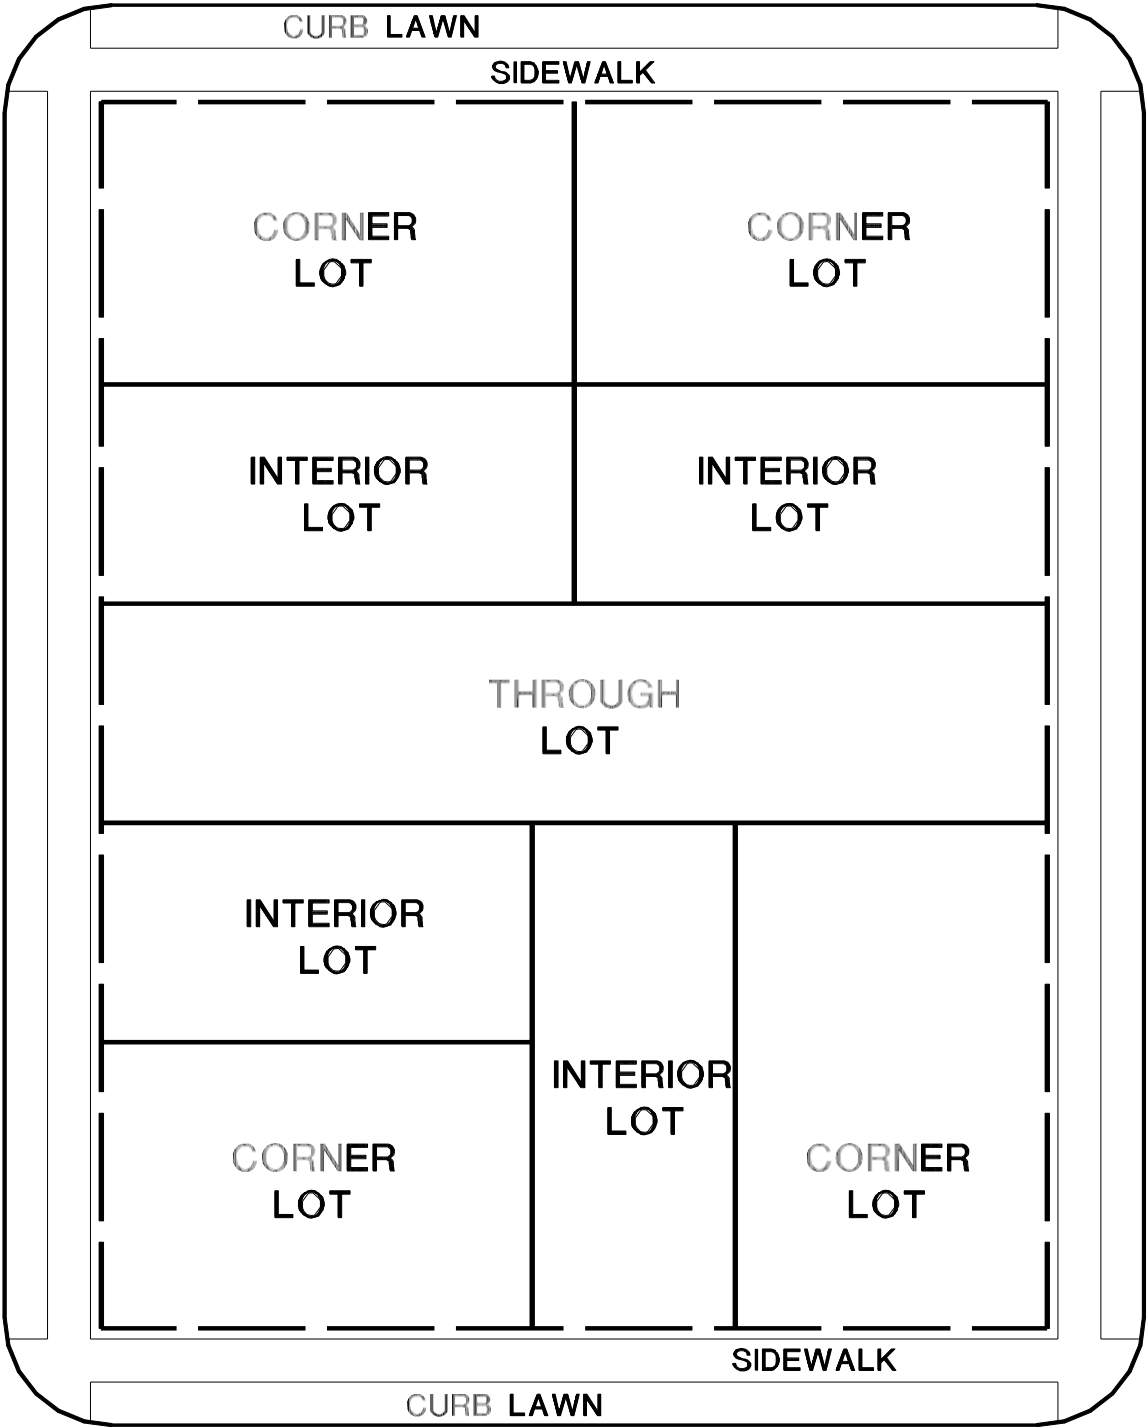 CURB LAWN
SIDEWALK
CORNER
LOT
CORNER
LOT
INTERIOR
LOT
INTERIOR
LOT
THROUGH
LOT
INTERIOR
LOT
INTERIOR
LOT
CORNER
LOT
CORNER
LOT
SIDEWALK
CURB LAWN